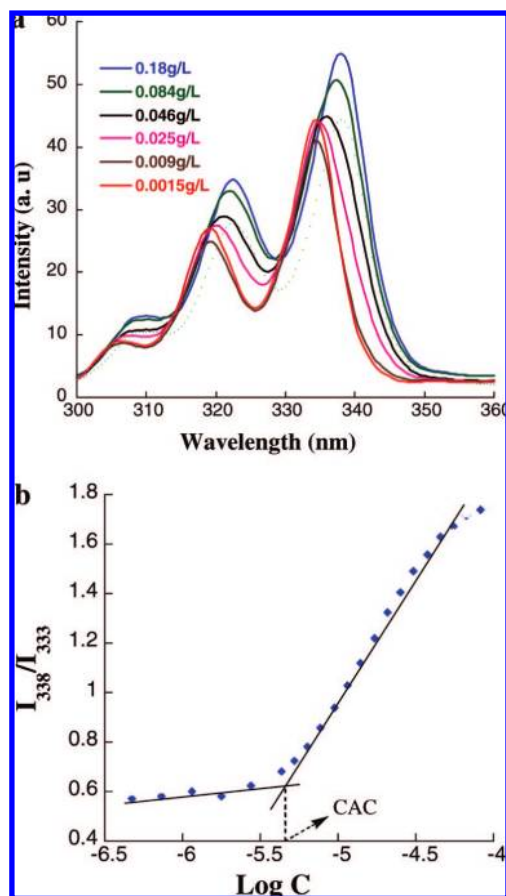 a
60
50
40
30
20
10
0
Intensity (a. u)
0.18g/L
0.084g/L
0.046g/L
0.025g/L
0.009g/L
0.0015g/L
300 310 320 330 340 350 360
Wavelength (nm)
b
1.8
1.6
1.4
1.2
1
0.8
0.6
0.4
I338/I333
CAC
-6.5 -6 -5.5 -5 -4.5 -4
Log C